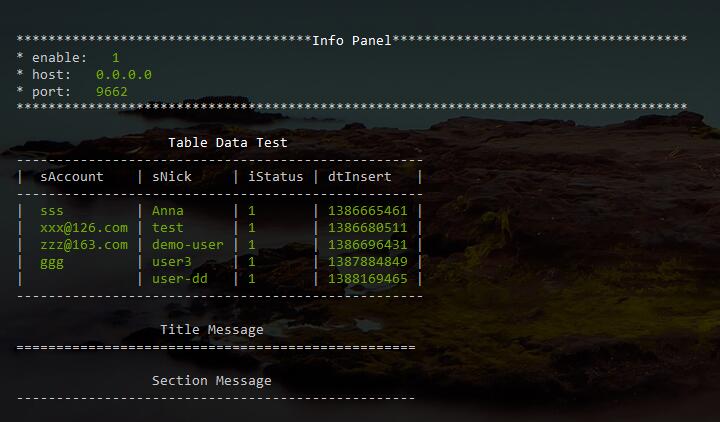 *************************************Info Panel*************************************
* enable:   1
* host:   0.0.0.0
* port:   9662
************************************************************************************
Table Data Test
---------------------------------------------------
|  sAccount    | sNick     | iStatus | dtInsert   |
---------------------------------------------------
|  sss         | Anna      | 1       | 1386665461 |
|  xxx@126.com | test      | 1       | 1386680511 |
|  zzz@163.com | demo-user | 1       | 1386696431 |
|  ggg         | user3     | 1       | 1387884849 |
|              | user-dd   | 1       | 1388169465 |
---------------------------------------------------
Title Message
==================================================
Section Message
--------------------------------------------------